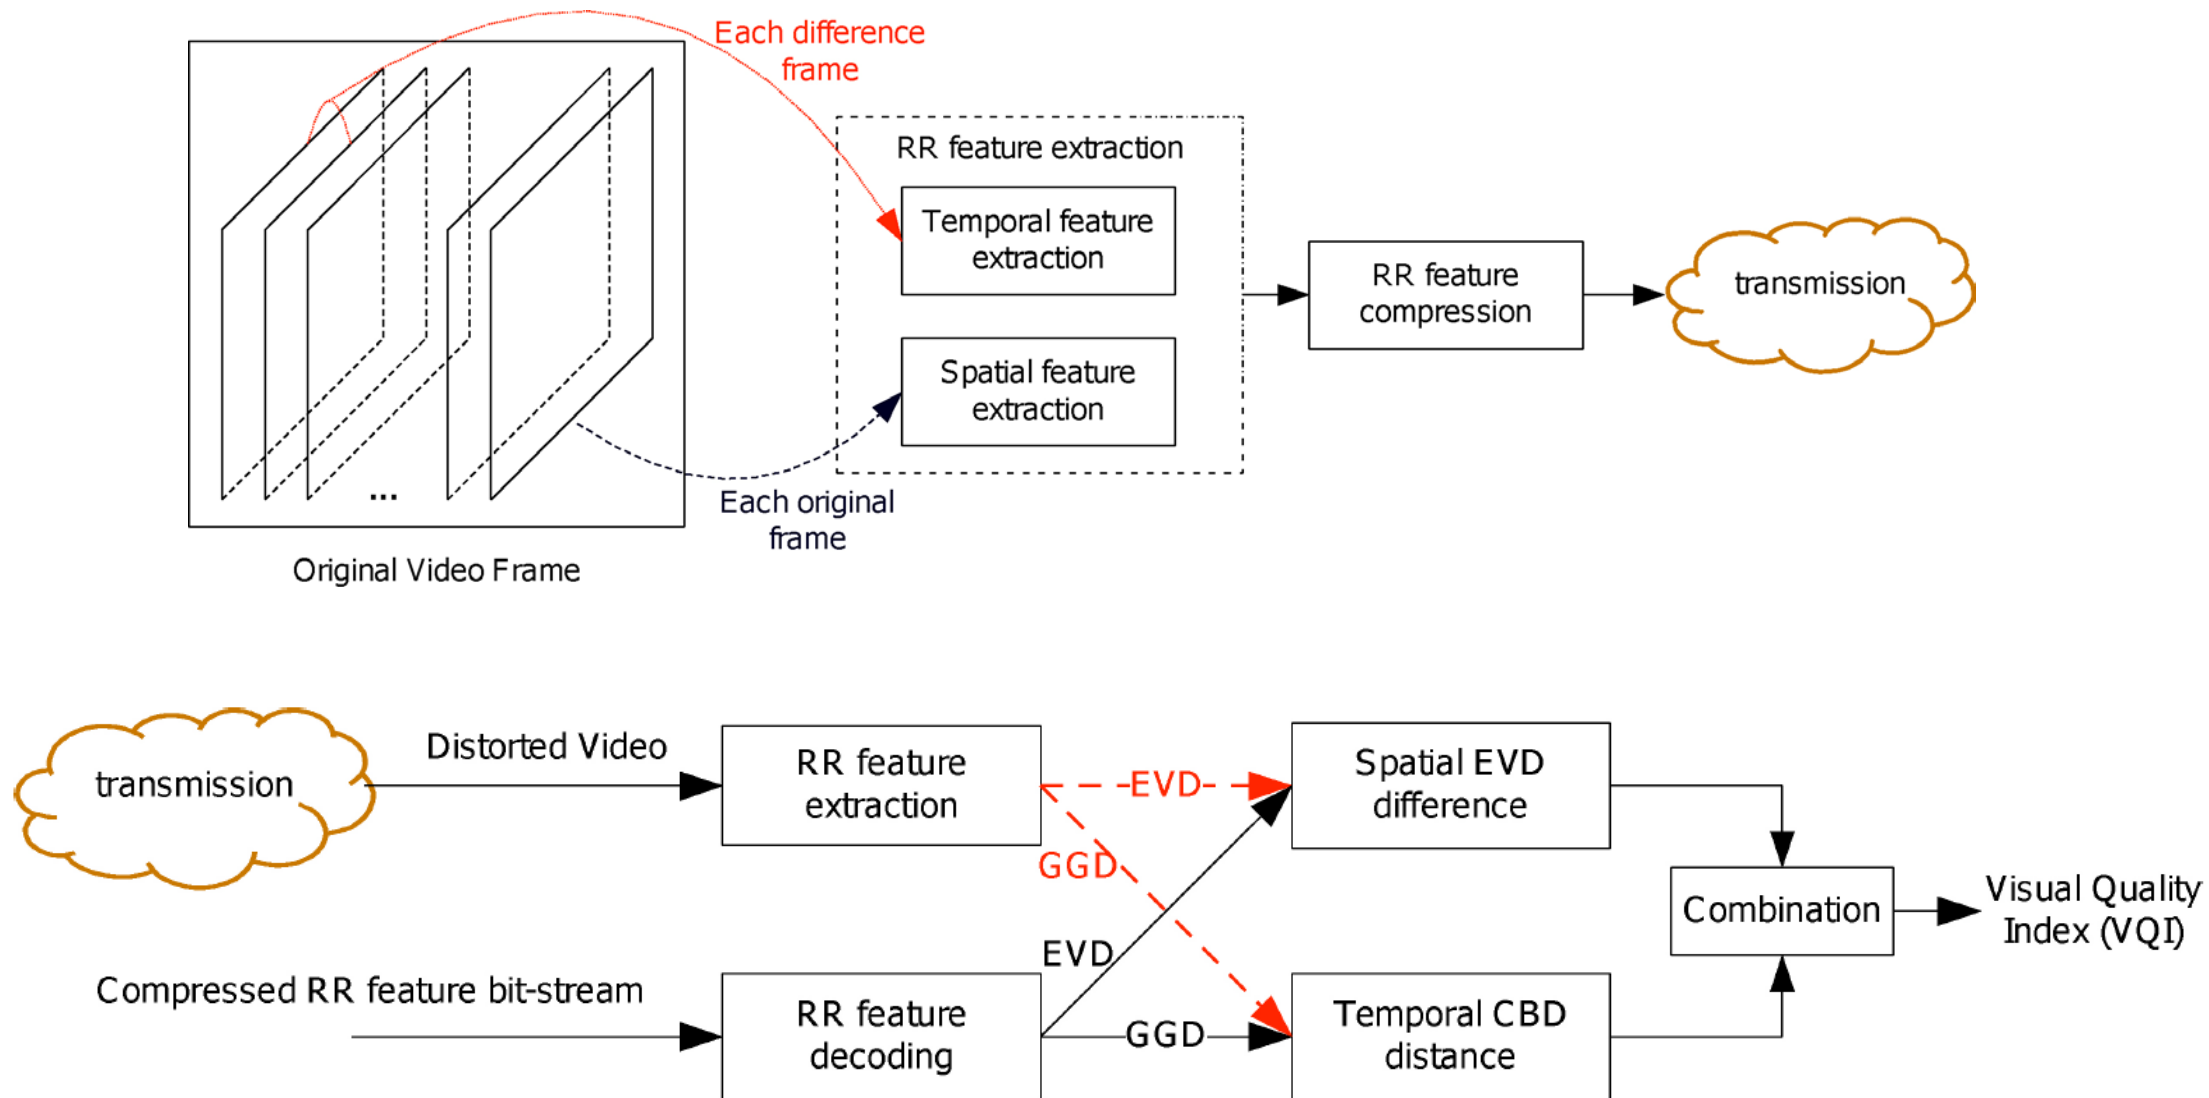 Each difference
frame
RR feature extraction
Temporal feature
extraction
Spatial feature
extraction
RR feature
compression
transmission
...
Each original
frame
Original Video Frame
transmission
Distorted Video
RR feature
extraction
EVD
GGD
Spatial EVD
difference
Combination
Visual Quality
Index (VQI)
Compressed RR feature bit-stream
RR feature
decoding
EVD
GGD
Temporal CBD
distance